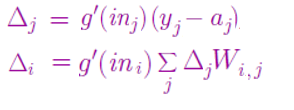 Δⱼ = g′(inⱼ)(yⱼ − aⱼ)
Δᵢ = g′(inᵢ) ∑ⱼ ΔⱼWᵢ,ⱼ